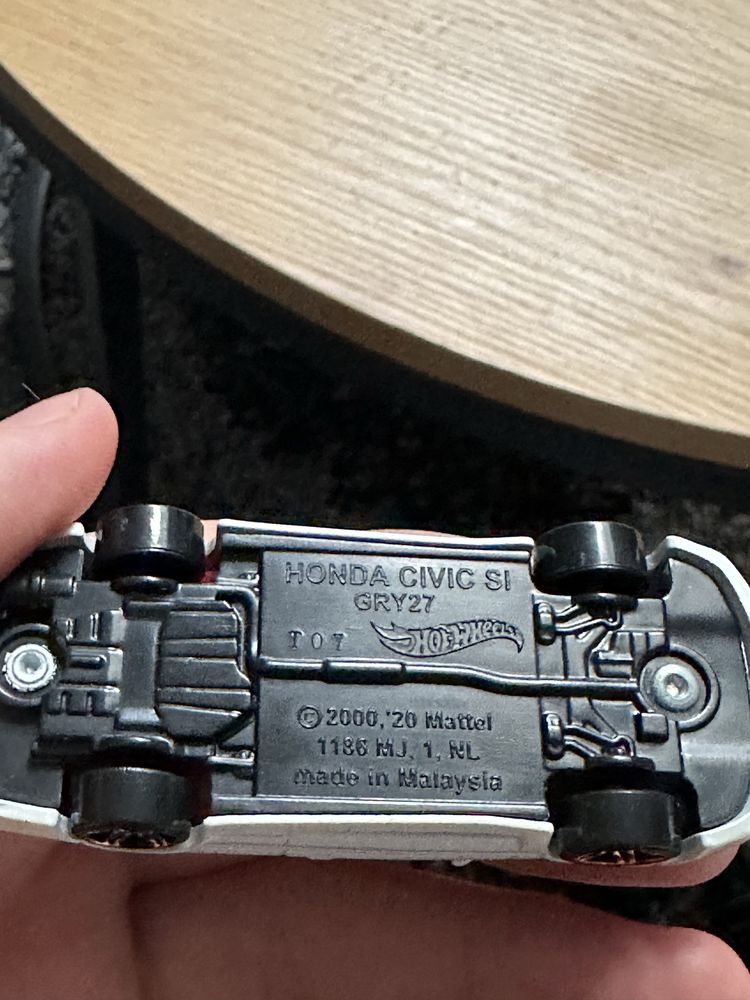 HONDA CIVIC SI
GRY27
T07 Hot Wheels
© 2000,'20 Mattel
1186 MJ, 1, NL
made in Malaysia